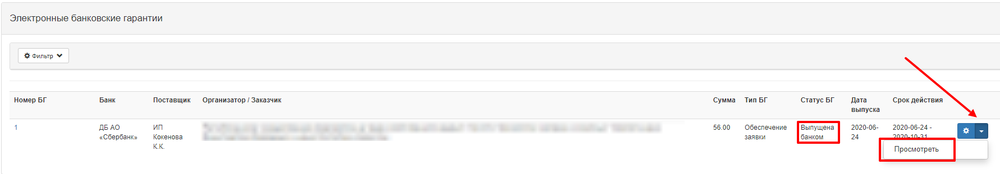 Электронные банковские гарантии
Фильтр
Номер БГ Банк Поставщик Организатор / Заказчик Сумма Тип БГ Статус БГ Дата выпуска Срок действия
1 ДБ АО «Сбербанк» ИП Кокенова К.К. 56.00 Обеспечение заявки Выпущена банком 2020-06-24 2020-06-24 - 2020-10-31
Просмотреть